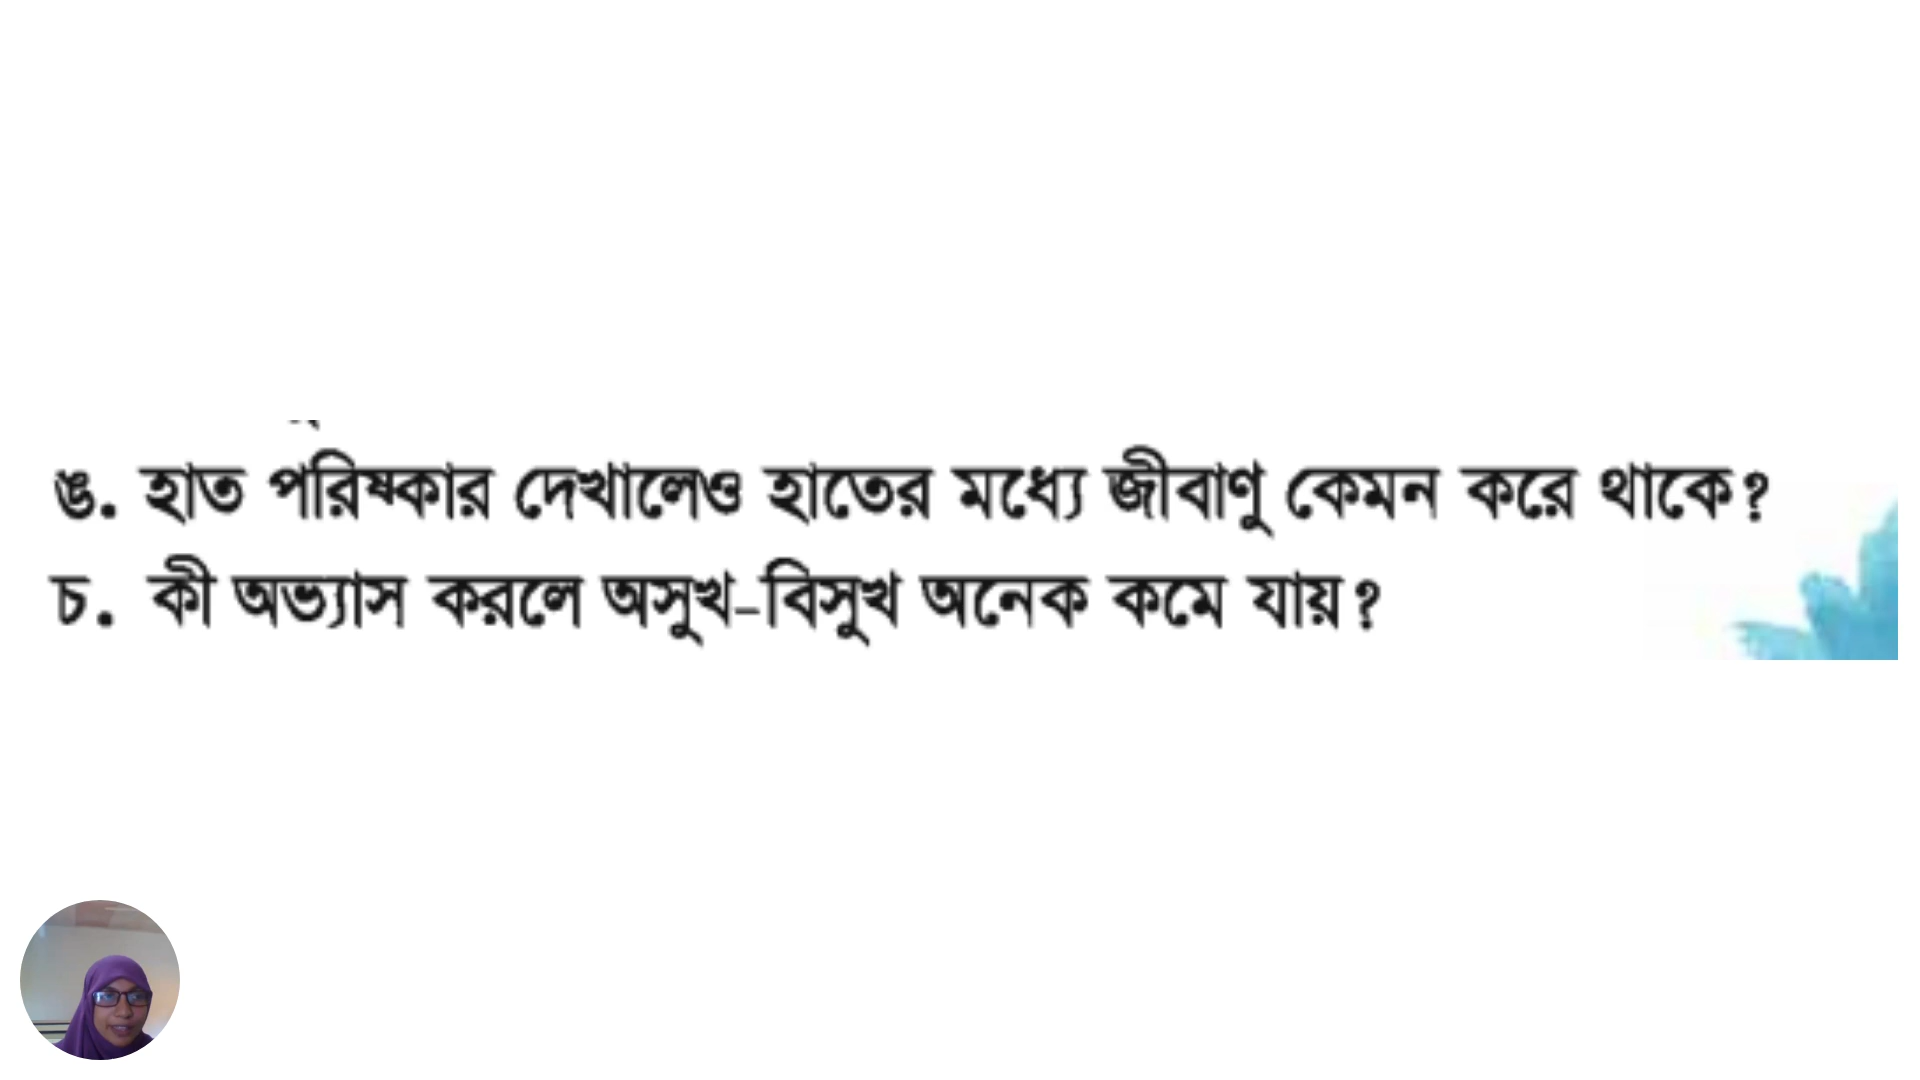 ঙ. হাত পরিষ্কার দেখালেও হাতের মধ্যে জীবাণু কেমন করে থাকে?
চ. কী অভ্যাস করলে অসুখ-বিসুখ অনেক কমে যায়?